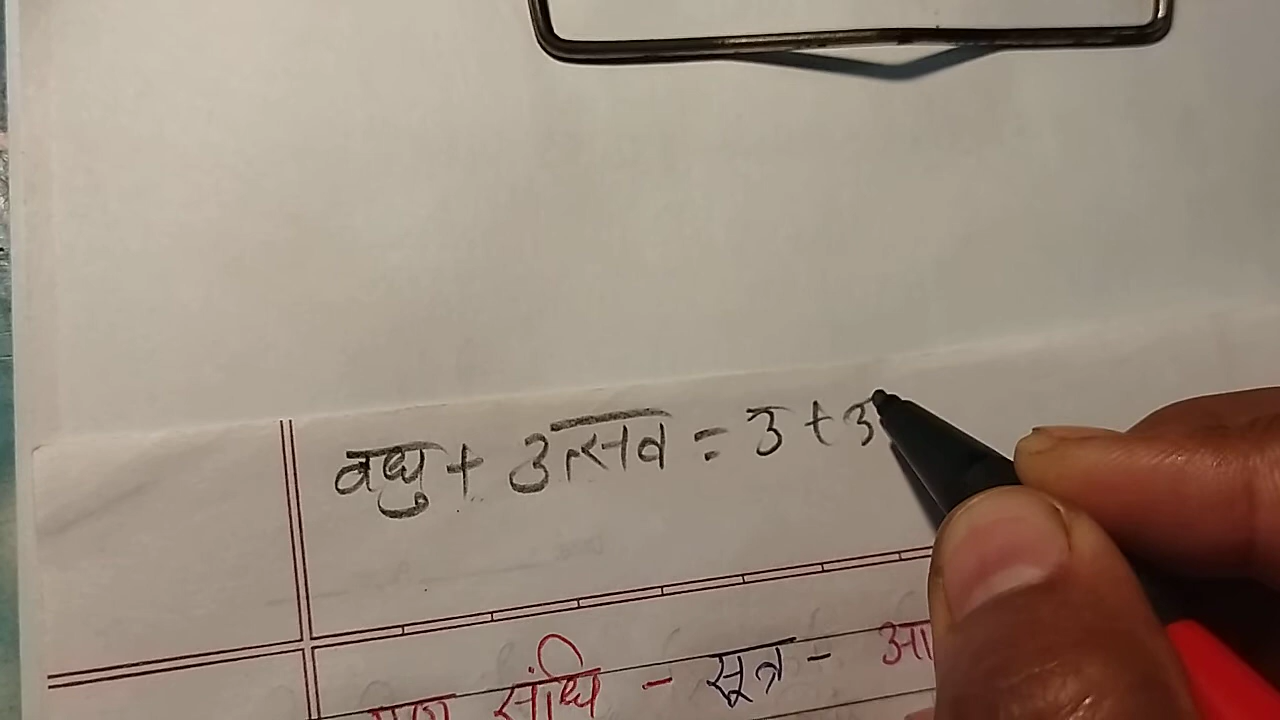 वधु + उत्सव = उ + उ
गुण संधि - सूत्र - आ